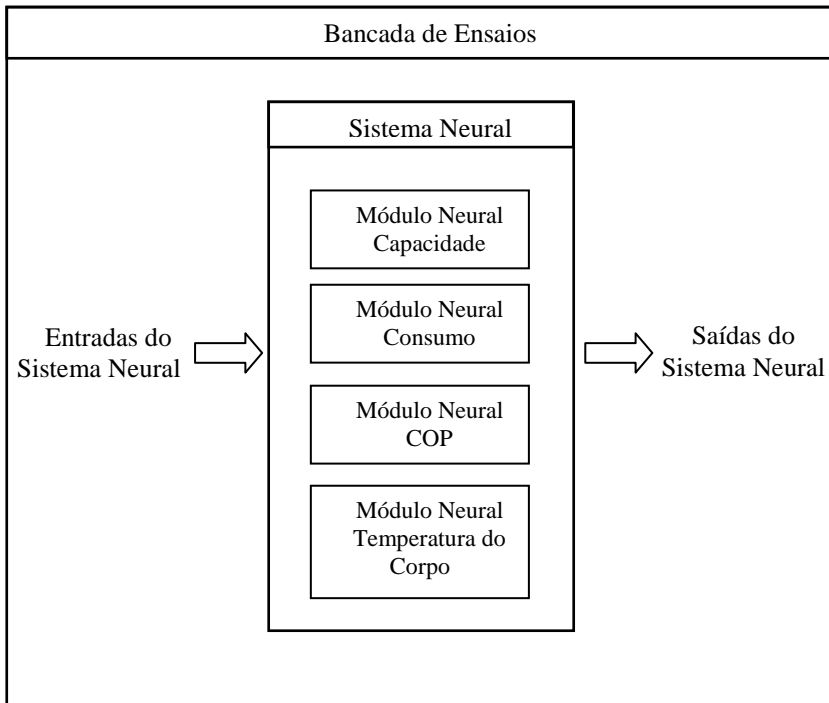 Bancada de Ensaios
Sistema Neural
Módulo Neural
Capacidade
Módulo Neural
Consumo
Entradas do
Sistema Neural
Saídas do
Sistema Neural
Módulo Neural
COP
Módulo Neural
Temperatura do
Corpo